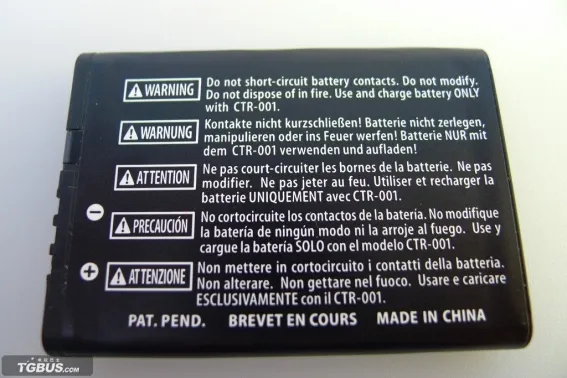 ⚠ WARNING Do not short-circuit battery contacts. Do not modify.
Do not dispose of in fire. Use and charge battery ONLY
with CTR-001.
⚠ WARNUNG Kontakte nicht kurzschließen! Batterie nicht zerlegen,
manipulieren oder ins Feuer werfen! Batterie NUR mit
dem CTR-001 verwenden und aufladen!
⚠ ATTENTION Ne pas court-circuiter les bornes de la batterie. Ne pas
modifier. Ne pas jeter au feu. Utiliser et recharger la
batterie UNIQUEMENT avec CTR-001.
⚠ PRECAUCIÓN No cortocircuite los contactos de la batería. No modifique
la batería de ningún modo ni la arroje al fuego. Use y
cargue la batería SOLO con el modelo CTR-001.
⚠ ATTENZIONE Non mettere in cortocircuito i contatti della batteria.
Non alterare. Non gettare nel fuoco. Usare e caricare
ESCLUSIVAMENTE con il CTR-001.
PAT. PEND. BREVET EN COURS MADE IN CHINA
TGBUS.COM